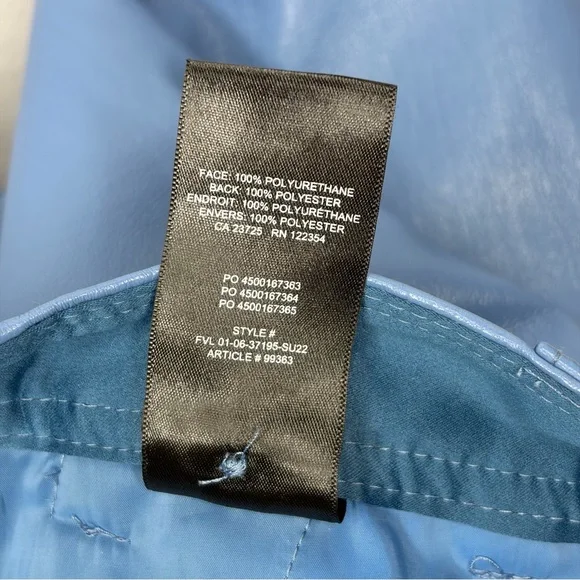 FACE: 100% POLYURETHANE
BACK: 100% POLYESTER
ENDROIT: 100% POLYURÉTHANE
ENVERS: 100% POLYESTER
CA 23725 RN 122354
PO 4500167363
PO 4500167364
PO 4500167365
STYLE #
FVL 01-06-37195-SU22
ARTICLE # 99363